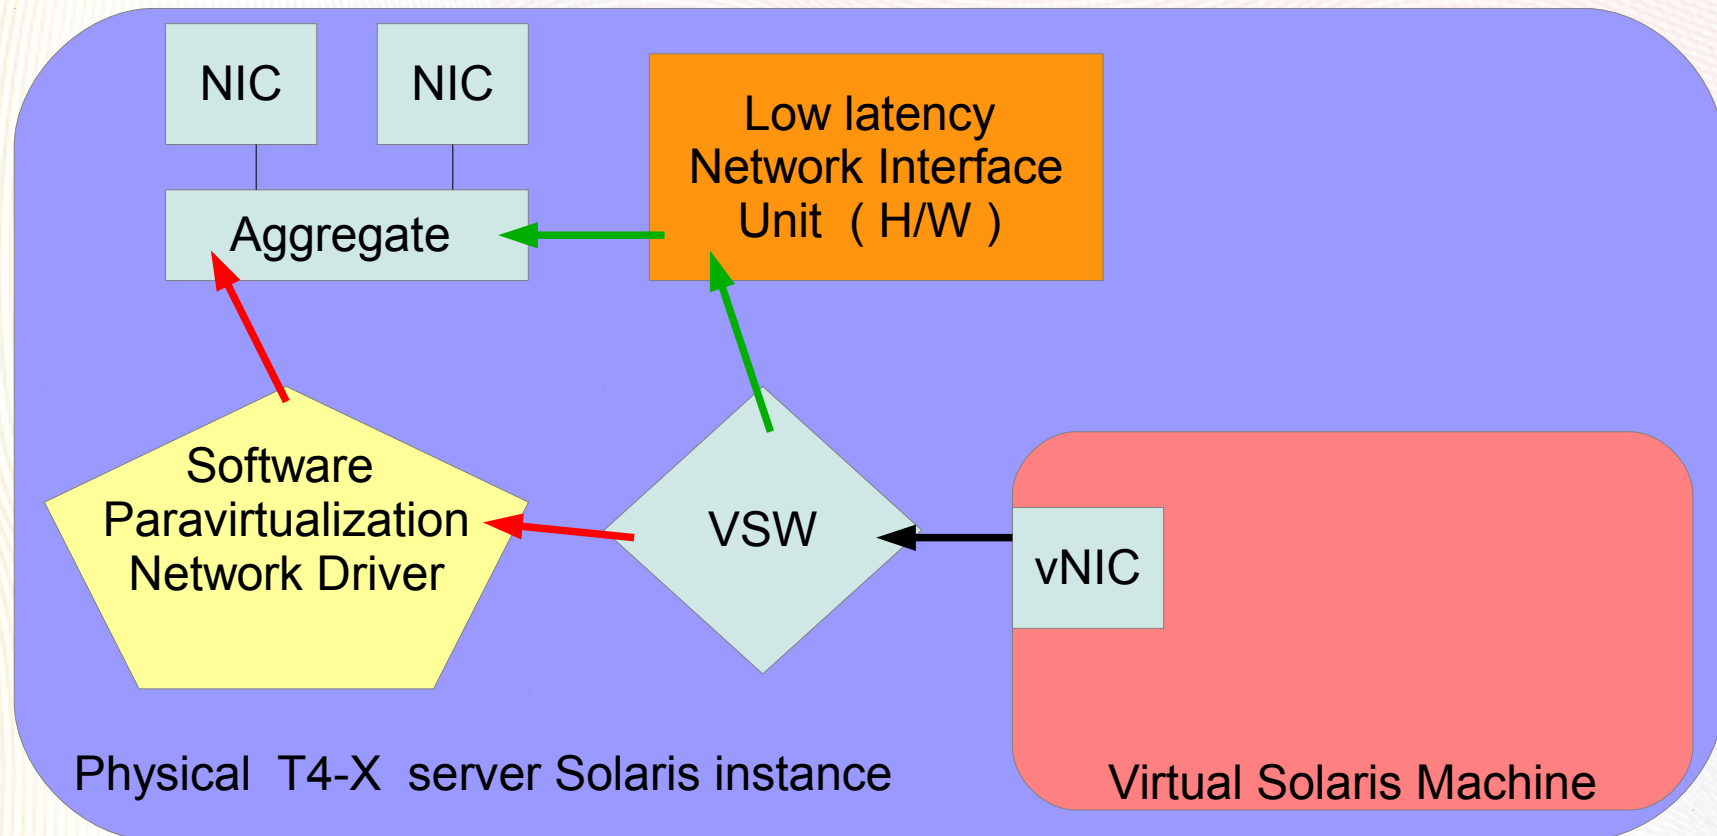 NIC
NIC
Low latency
Network Interface
Unit ( H/W )
Aggregate
Software
Paravirtualization
Network Driver
VSW
vNIC
Physical T4-X server Solaris instance
Virtual Solaris Machine